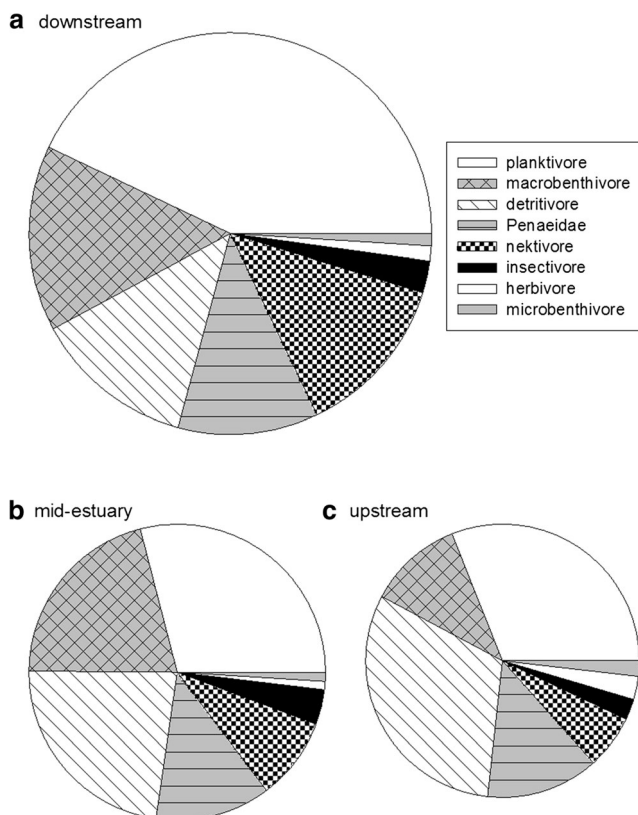 a downstream
planktivore
macrobenthivore
detritivore
Penaeidae
nektivore
insectivore
herbivore
microbenthivore
b mid-estuary
c upstream